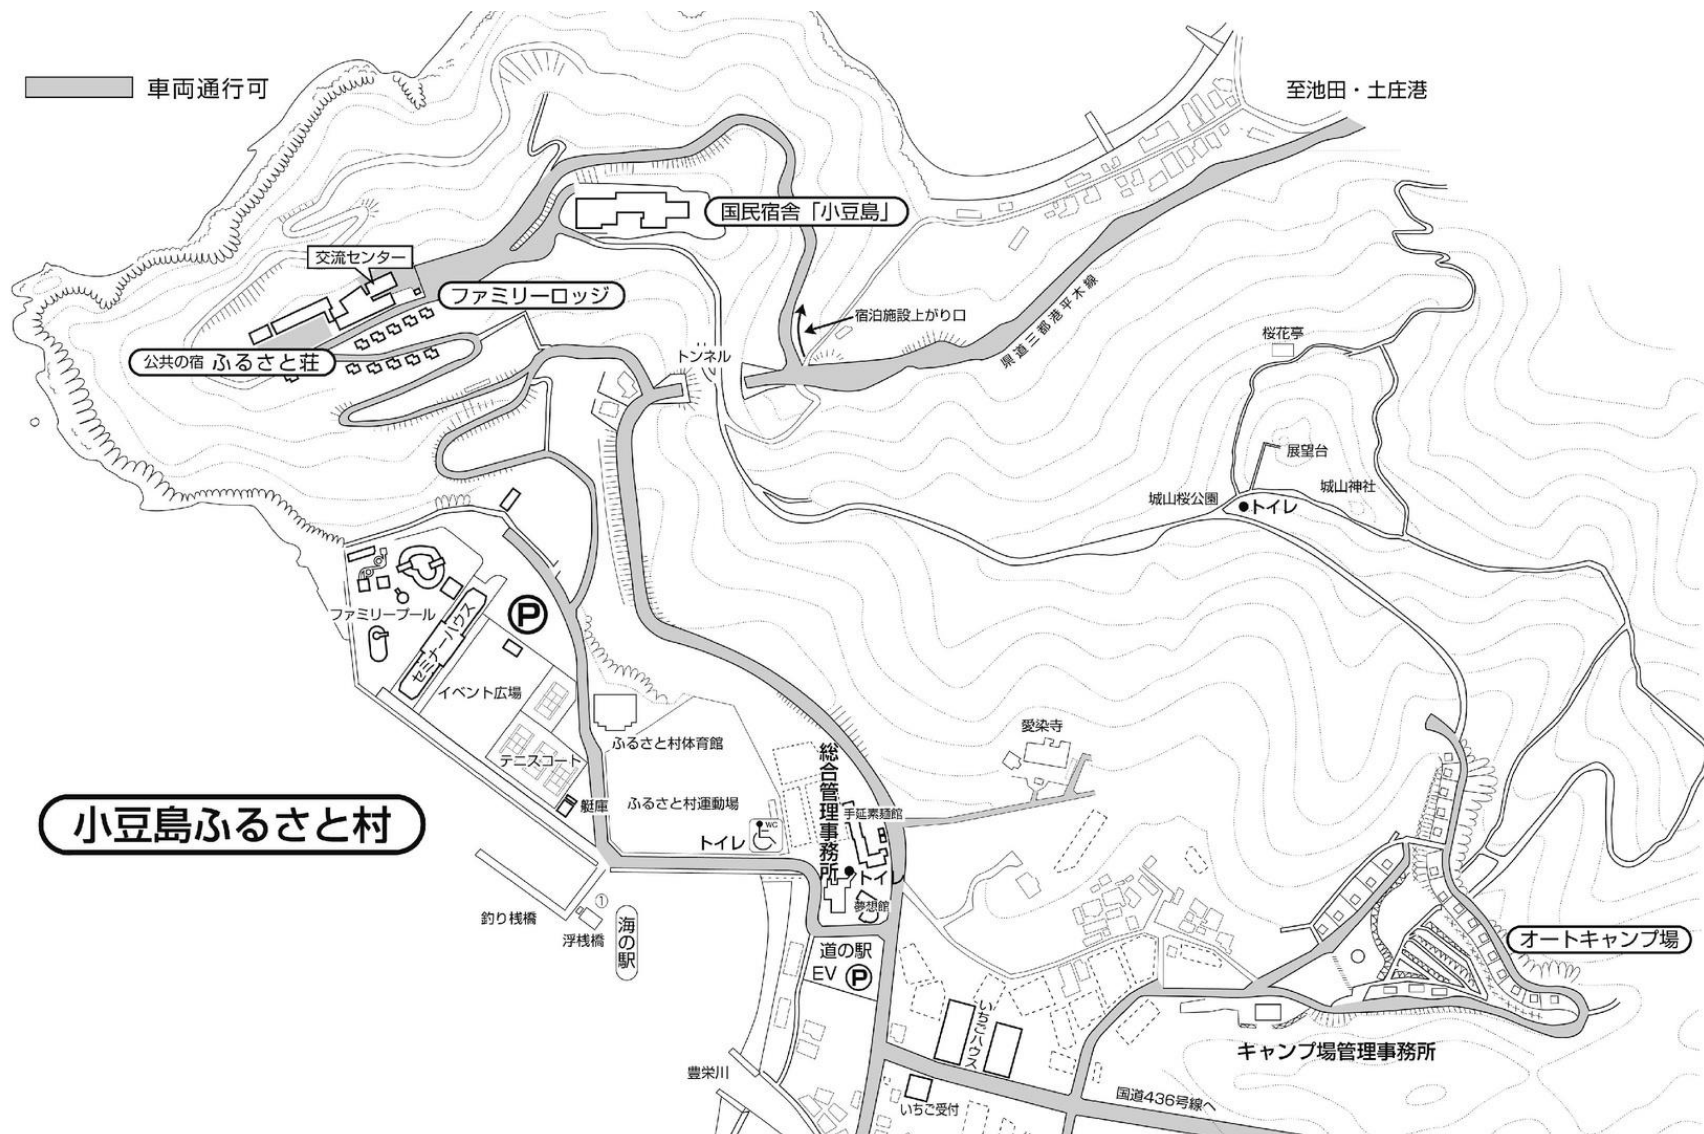 車両通行可
至池田・土庄港
国民宿舎「小豆島」
交流センター
ファミリーロッジ
宿泊施設上がり口
県道三都港平木線
公共の宿 ふるさと荘
トンネル
桜花亭
展望台
城山神社
城山桜公園
トイレ
ファミリープール
P
セミナーハウス
イベント広場
愛染寺
ふるさと村体育館
テニスコート
総合管理事務所
小豆島ふるさと村
艇庫
ふるさと村運動場
手延素麺館
WC
トイレ
トイレ
夢想館
①
釣り桟橋
浮桟橋
海の駅
道の駅
EV P
オートキャンプ場
いちごハウス
キャンプ場管理事務所
豊栄川
いちご受付
国道436号線へ